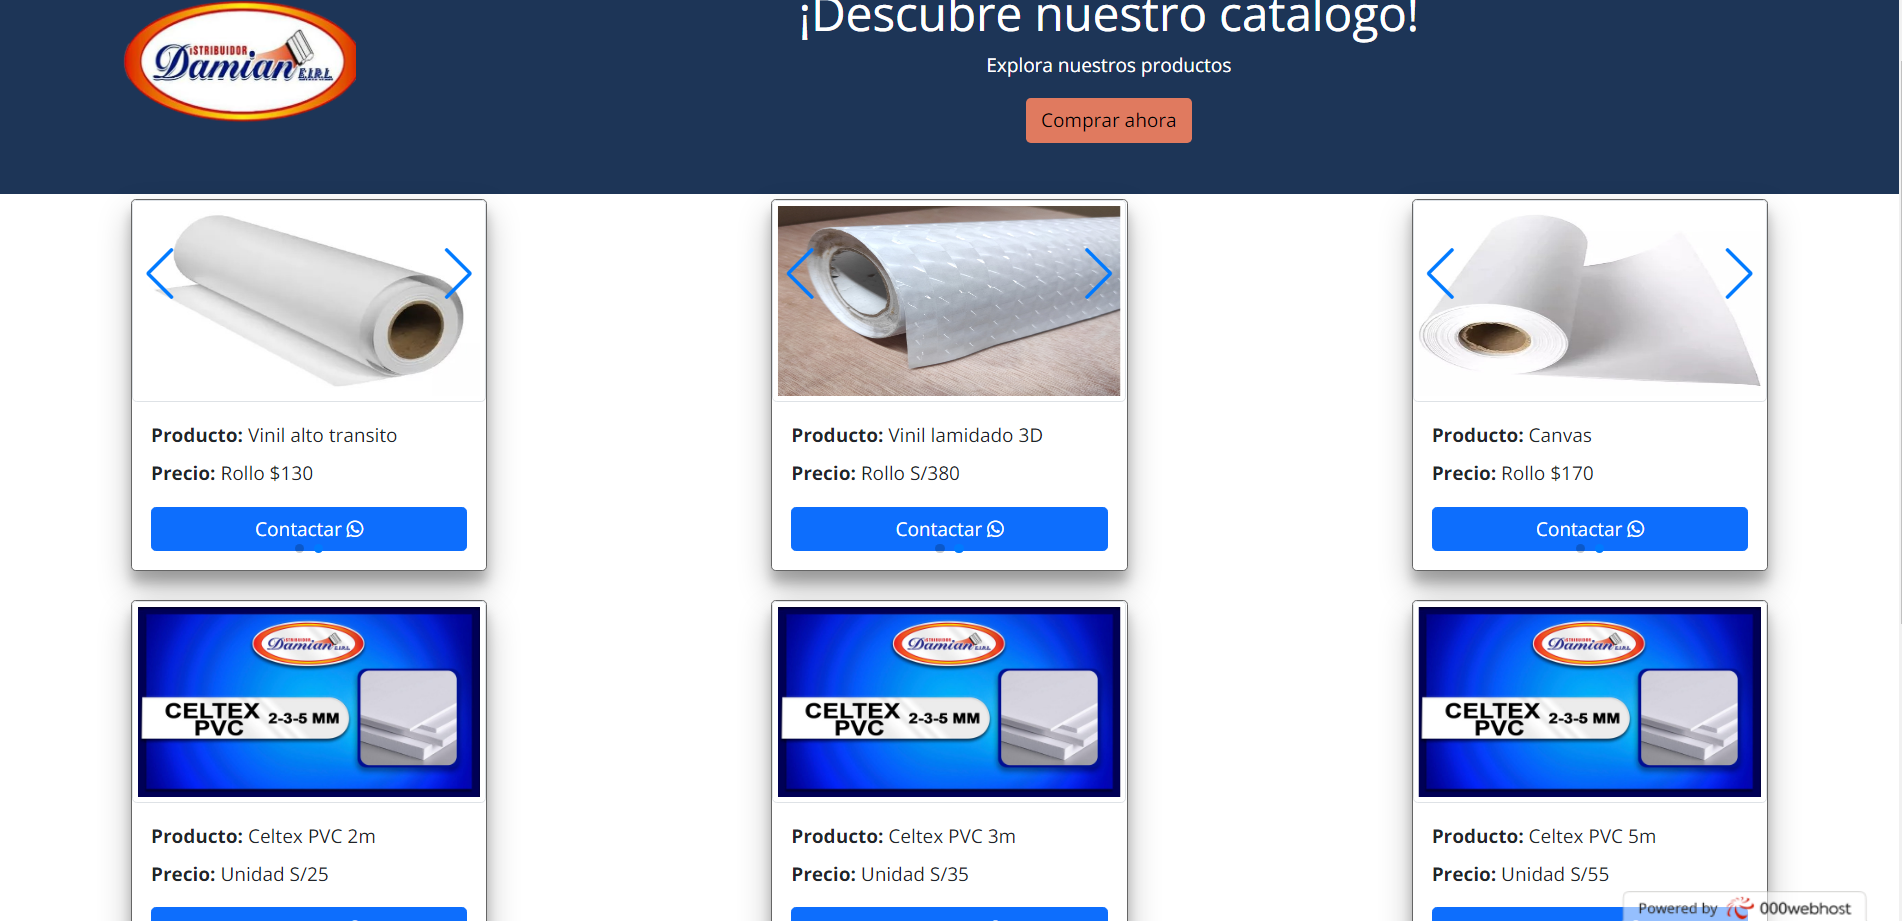 ¡Descubre nuestro catalogo!
ISTRIBUIDOR
Damian E.I.R.L
Explora nuestros productos
Comprar ahora
Producto: Vinil alto transito
Precio: Rollo $130
Contactar
Producto: Vinil lamidado 3D
Precio: Rollo S/380
Contactar
Producto: Canvas
Precio: Rollo $170
Contactar
ISTRIBUIDOR
Damian E.I.R.L
CELTEX PVC 2-3-5 MM
Producto: Celtex PVC 2m
Precio: Unidad S/25
ISTRIBUIDOR
Damian E.I.R.L
CELTEX PVC 2-3-5 MM
Producto: Celtex PVC 3m
Precio: Unidad S/35
ISTRIBUIDOR
Damian E.I.R.L
CELTEX PVC 2-3-5 MM
Producto: Celtex PVC 5m
Precio: Unidad S/55
Powered by 000webhost